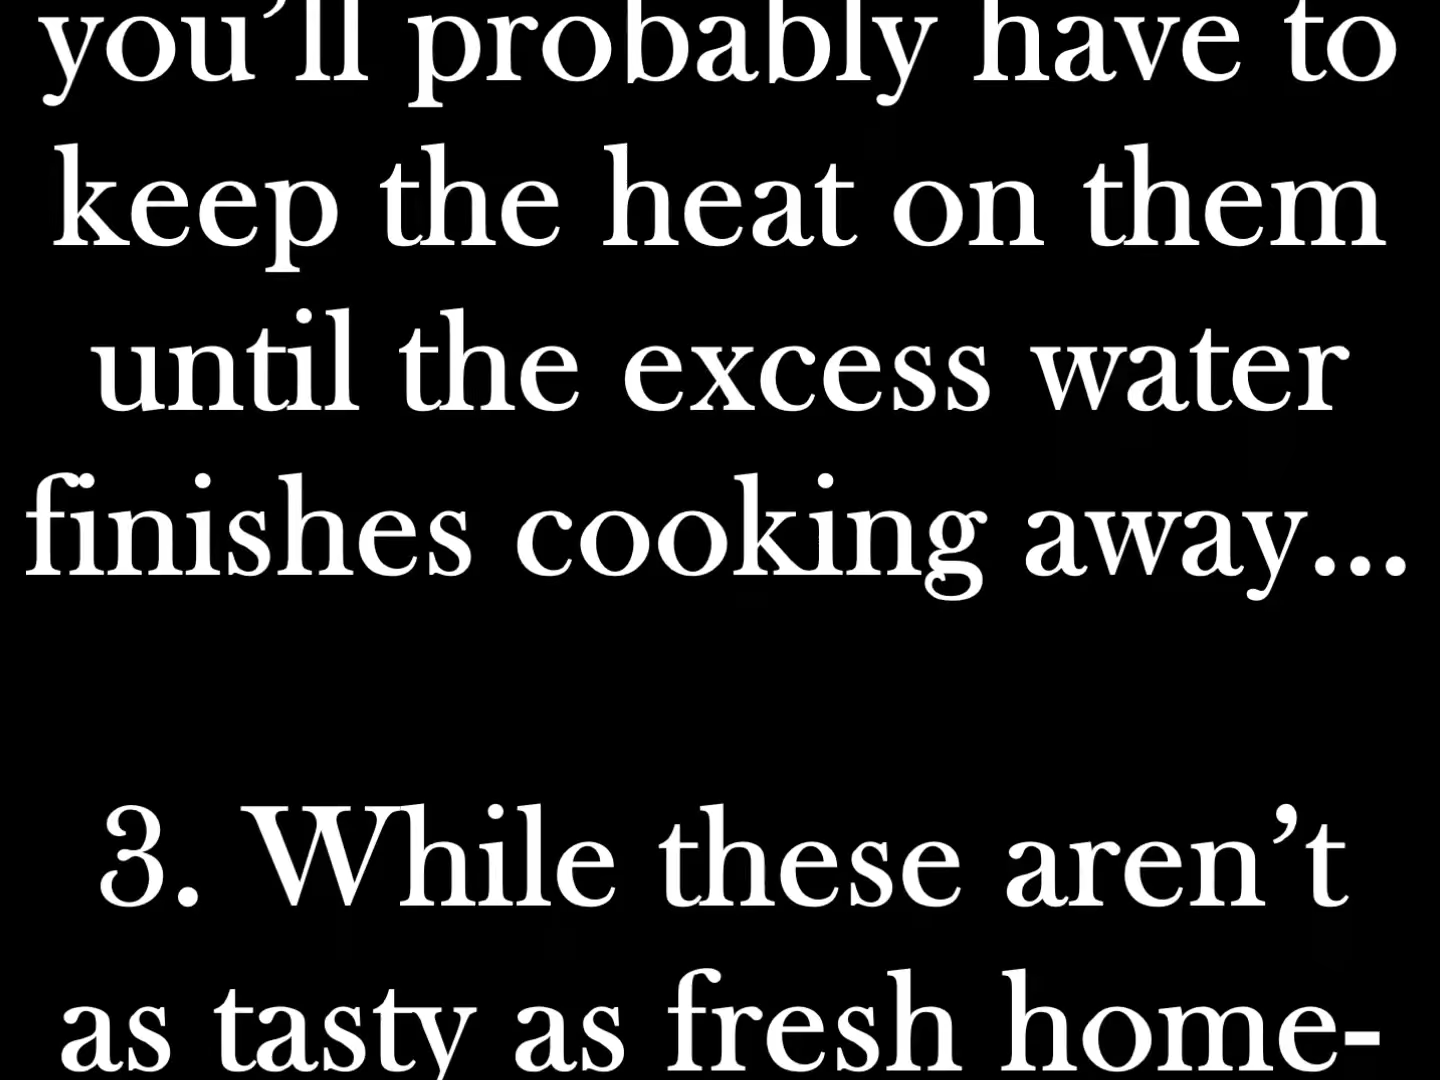 you’ll probably have to
keep the heat on them
until the excess water
finishes cooking away...
3. While these aren’t
as tasty as fresh home-